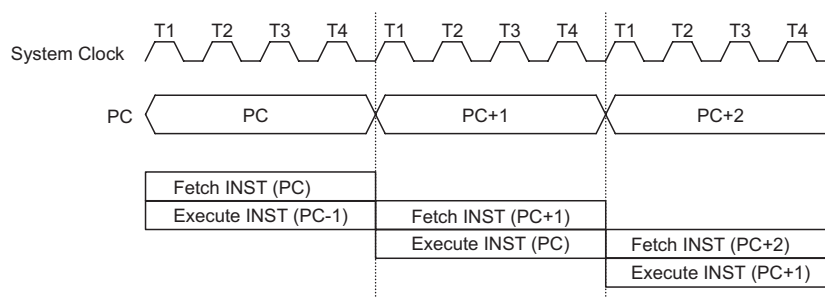 T1 T2 T3 T4 T1 T2 T3 T4 T1 T2 T3 T4
System Clock
PC PC PC+1 PC+2
Fetch INST (PC)
Execute INST (PC-1) Fetch INST (PC+1)
Execute INST (PC) Fetch INST (PC+2)
Execute INST (PC+1)